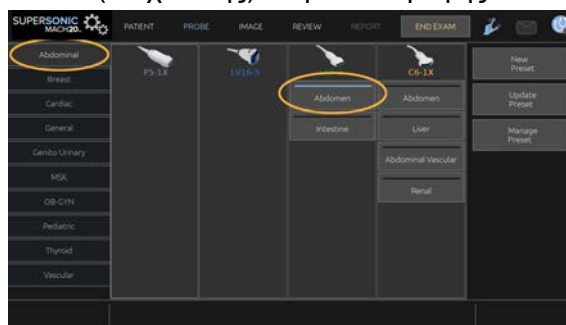 SUPERSONIC
MACH20.
PATIENT
PROBE
IMAGE
REVIEW
REPORT
END EXAM
Abdominal
Breast
Cardiac
General
Genito Urinary
MSK
OB-GYN
Pediatric
Thyroid
Vascular
P5-1X
LV16-5
C6-1X
Abdomen
Intestine
Abdomen
Liver
Abdominal Vascular
Renal
New
Preset
Update
Preset
Manage
Preset